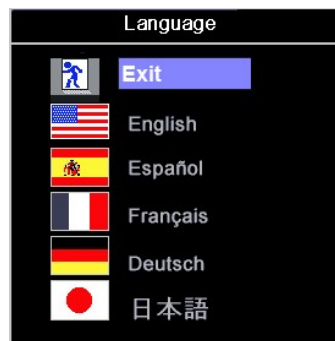 Language
Exit
English
Español
Français
Deutsch
日本語